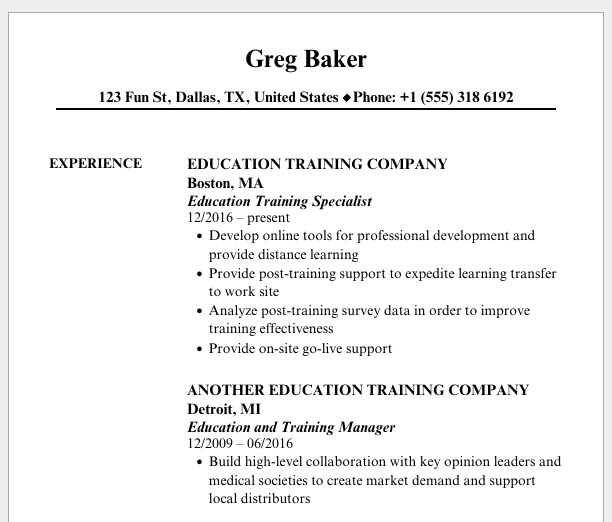 Greg Baker
123 Fun St, Dallas, TX, United States ◆Phone: +1 (555) 318 6192
EXPERIENCE
EDUCATION TRAINING COMPANY
Boston, MA
Education Training Specialist
12/2016 – present
• Develop online tools for professional development and
provide distance learning
• Provide post-training support to expedite learning transfer
to work site
• Analyze post-training survey data in order to improve
training effectiveness
• Provide on-site go-live support
ANOTHER EDUCATION TRAINING COMPANY
Detroit, MI
Education and Training Manager
12/2009 – 06/2016
• Build high-level collaboration with key opinion leaders and
medical societies to create market demand and support
local distributors